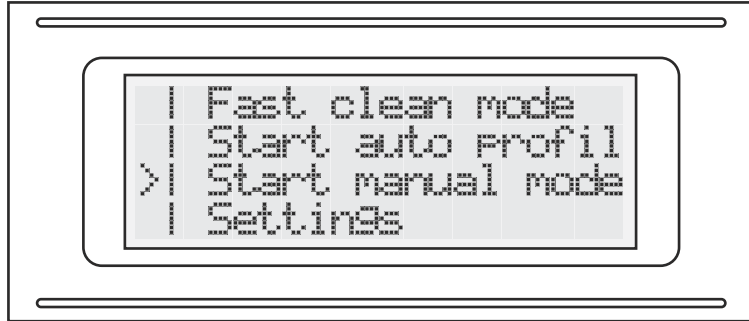 | Fast clean mode
| Start auto profil
>| Start manual mode
| Settings